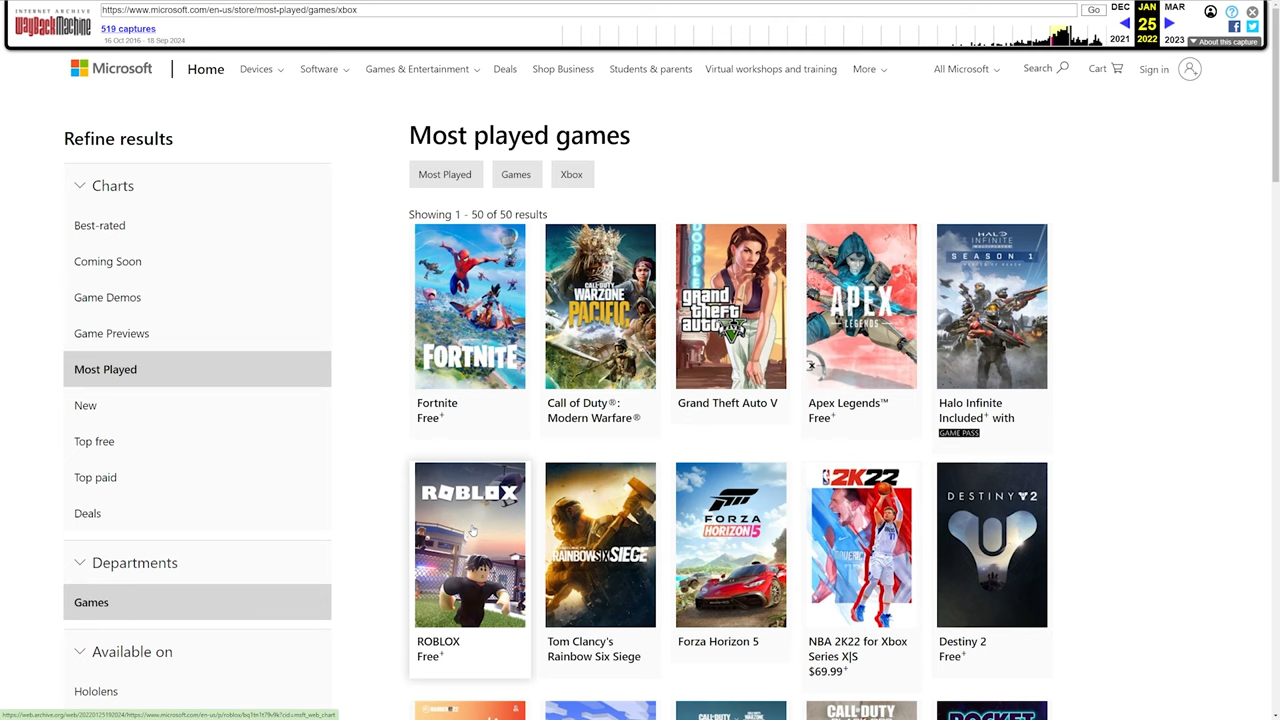 INTERNET ARCHIVE
WayBackMachine
https://www.microsoft.com/en-us/store/most-played/games/xbox
Go
DEC
JAN
MAR
519 captures
16 Oct 2016 - 18 Sep 2024
25
2021
2022
2023
About this capture
Microsoft
Home
Devices
Software
Games & Entertainment
Deals
Shop Business
Students & parents
Virtual workshops and training
More
All Microsoft
Search
Cart
Sign in
Refine results
Charts
Best-rated
Coming Soon
Game Demos
Game Previews
Most Played
New
Top free
Top paid
Deals
Departments
Games
Available on
Hololens
Most played games
Most Played
Games
Xbox
Showing 1 - 50 of 50 results
FORTNITE
CALL OF DUTY
WARZONE
PACIFIC
grand
theft
auto
V
APEX
LEGENDS
HALO
INFINITE
MULTIPLAYER
SEASON 1
Fortnite
Free+
Call of Duty®:
Modern Warfare®
Grand Theft Auto V
Apex Legends™
Free+
Halo Infinite
Included+ with
GAME PASS
ROBLOX
RAINBOWSIX SIEGE
FORZA
HORIZON 5
2K22
DESTINY 2
ROBLOX
Free+
Tom Clancy's
Rainbow Six Siege
Forza Horizon 5
NBA 2K22 for Xbox
Series X|S
$69.99+
Destiny 2
Free+
ROCKET